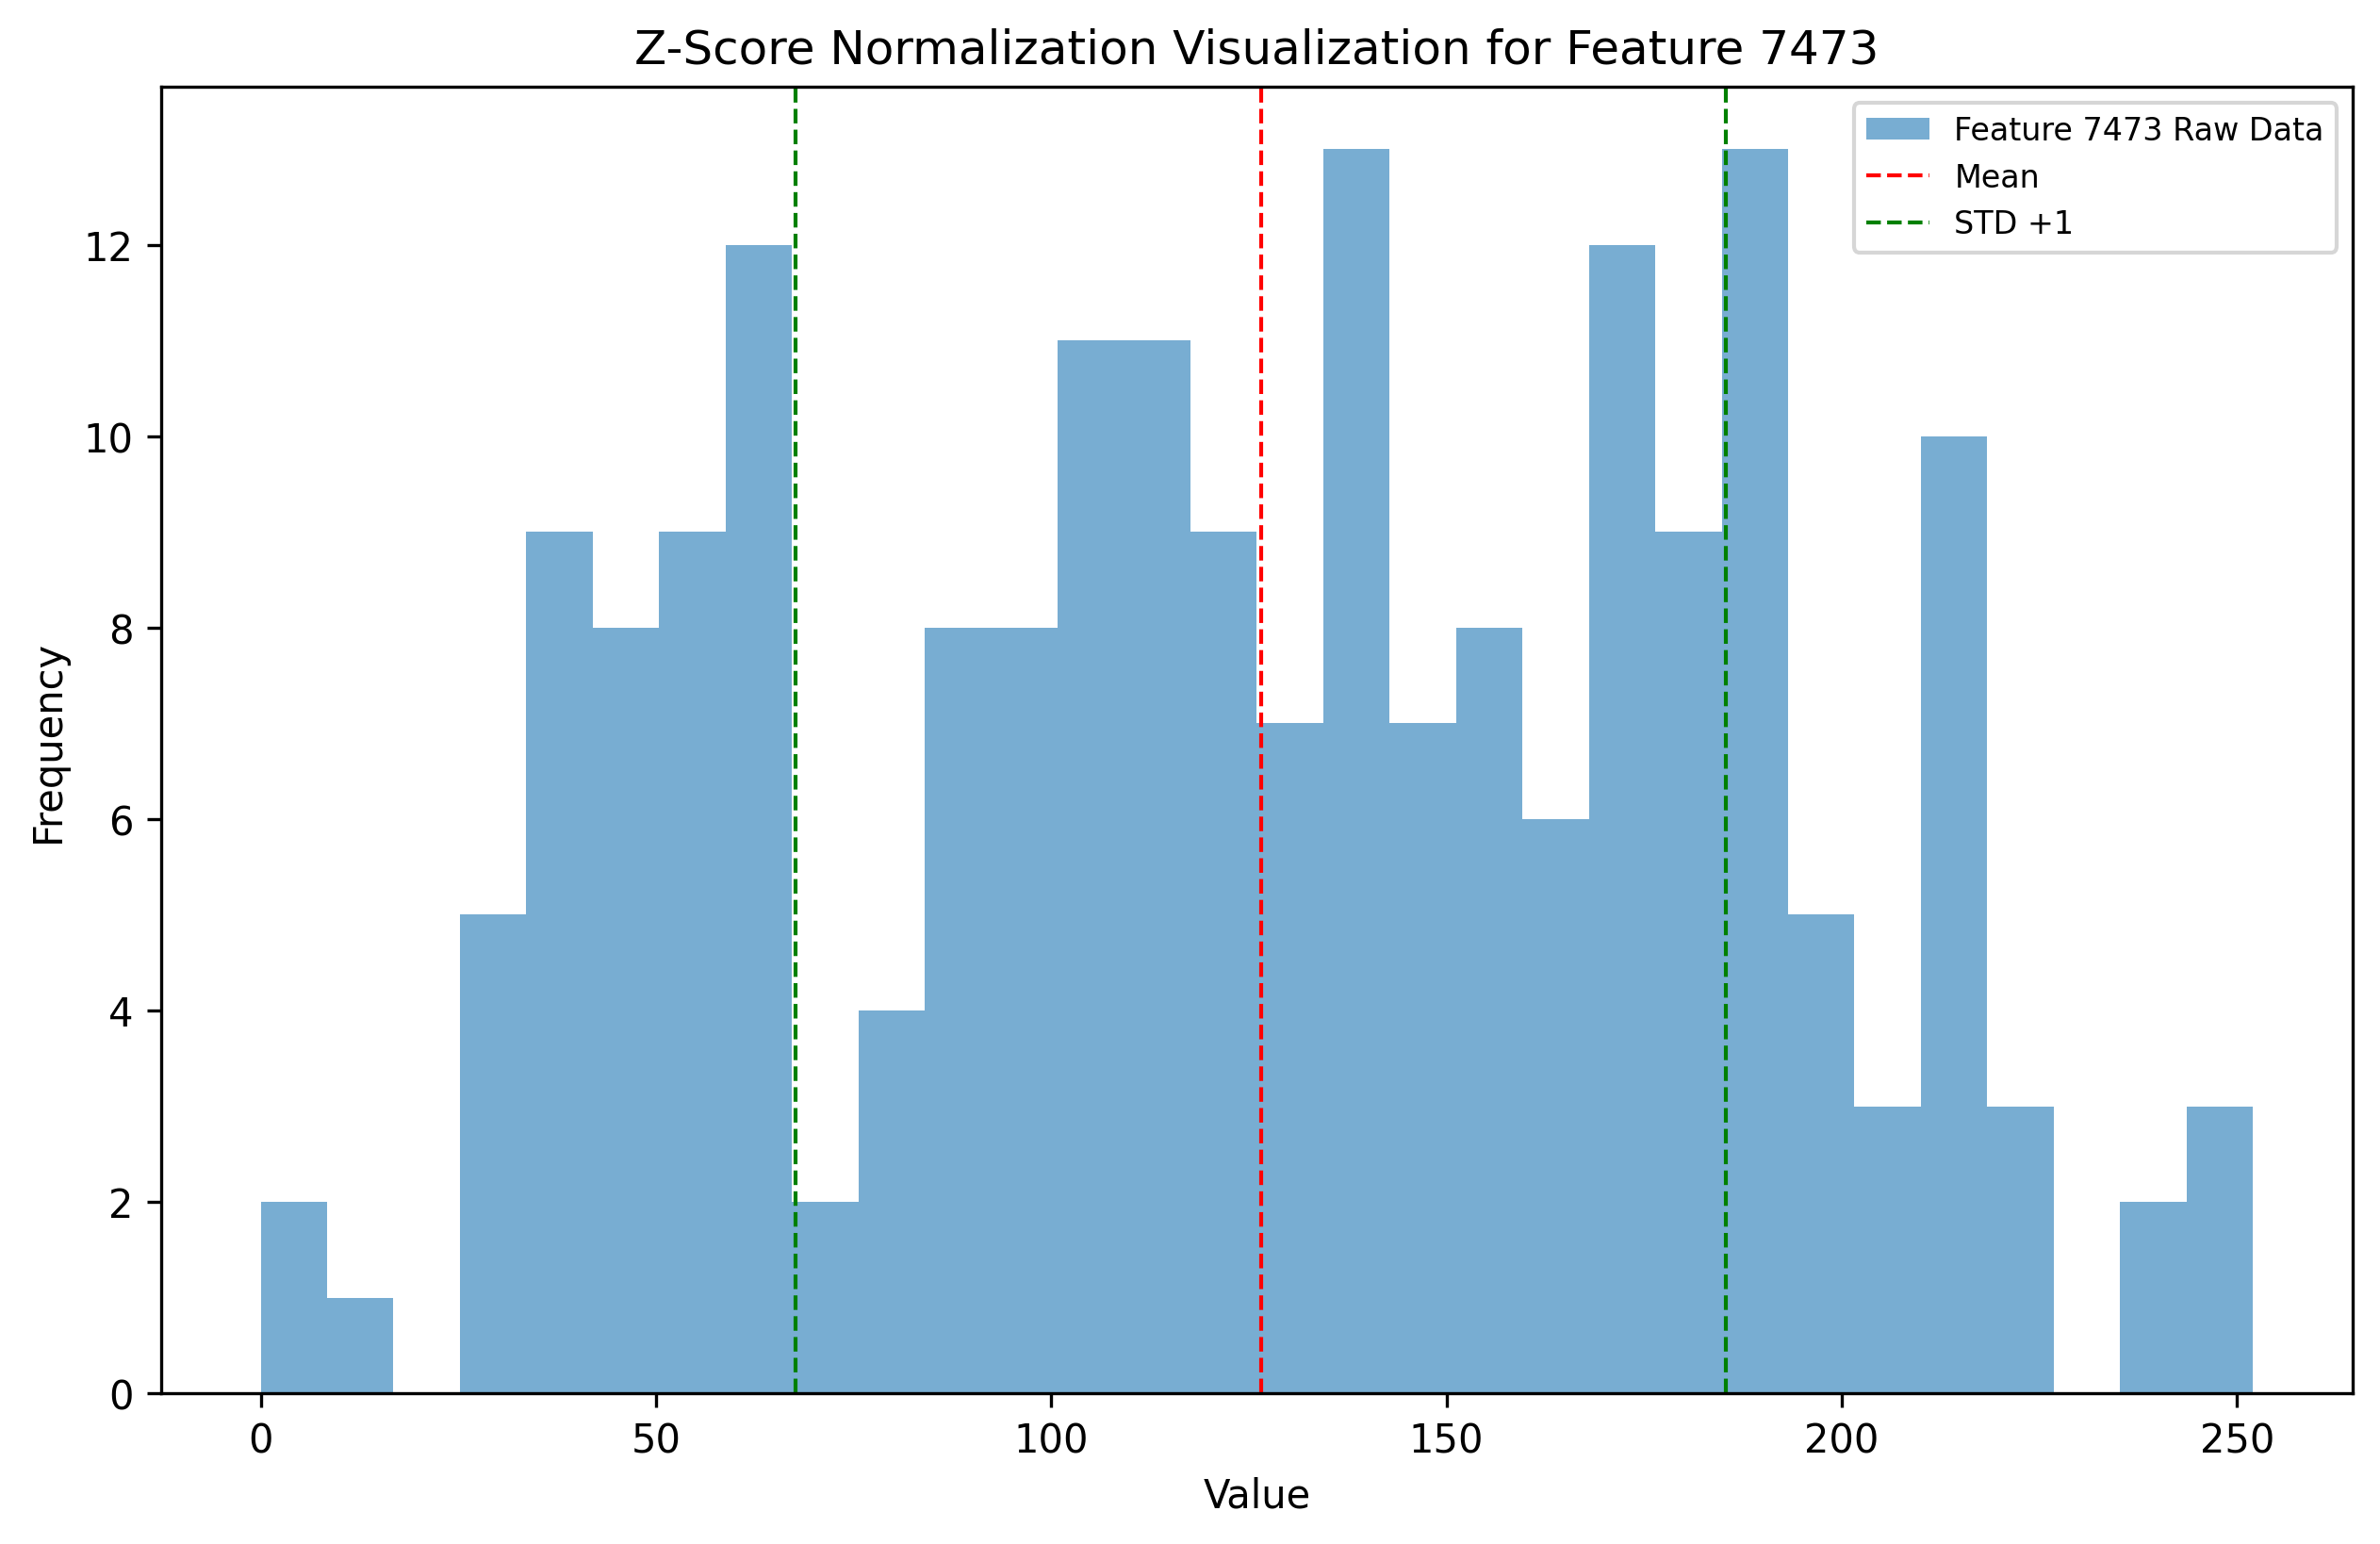 Z-Score Normalization Visualization for Feature 7473
Feature 7473 Raw Data
Mean
STD +1
12
10
8
6
4
2
0
Frequency
0 50 100 150 200 250
Value